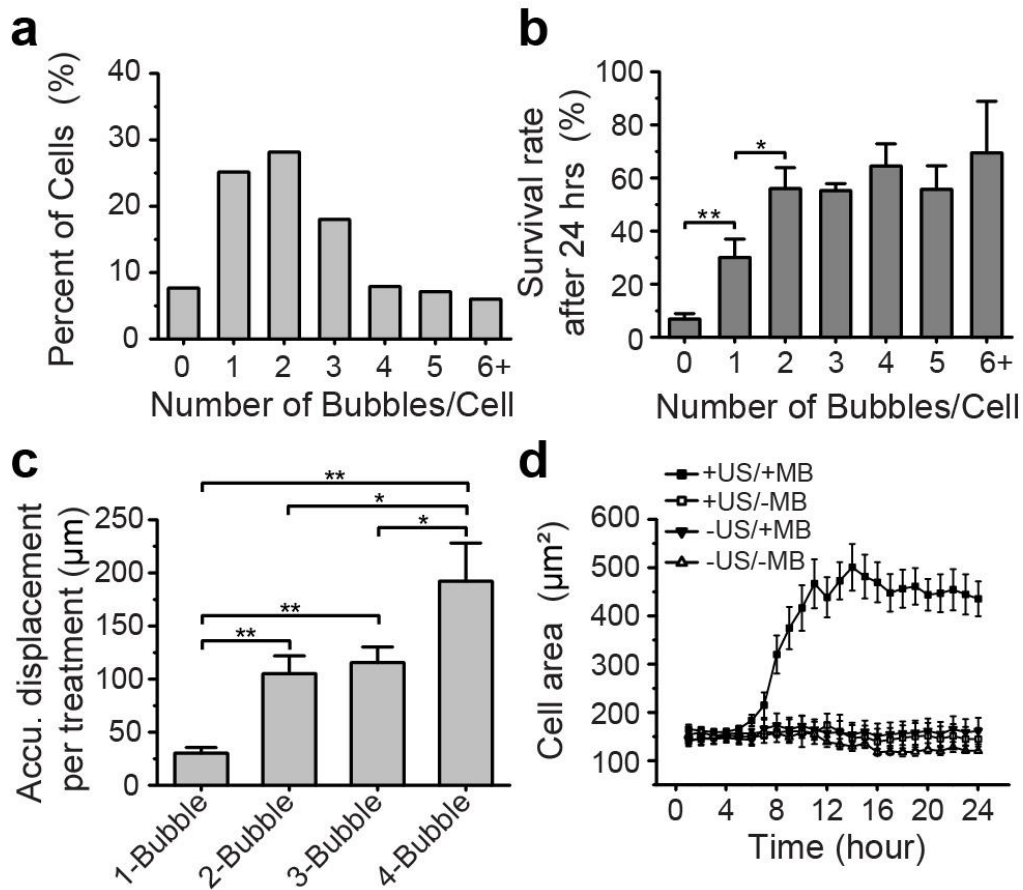 a
40
30
20
10
0
Percent of Cells (%)
0 1 2 3 4 5 6+
Number of Bubbles/Cell
b
100
80
60
40
20
0
Survival rate
after 24 hrs (%)
**
*
0 1 2 3 4 5 6+
Number of Bubbles/Cell
c
250
200
150
100
50
0
Accu. displacement
per treatment (μm)
**
*
*
**
**
1-Bubble
2-Bubble
3-Bubble
4-Bubble
d
+US/+MB
+US/-MB
-US/+MB
-US/-MB
600
500
400
300
200
100
Cell area (μm²)
0 4 8 12 16 20 24
Time (hour)